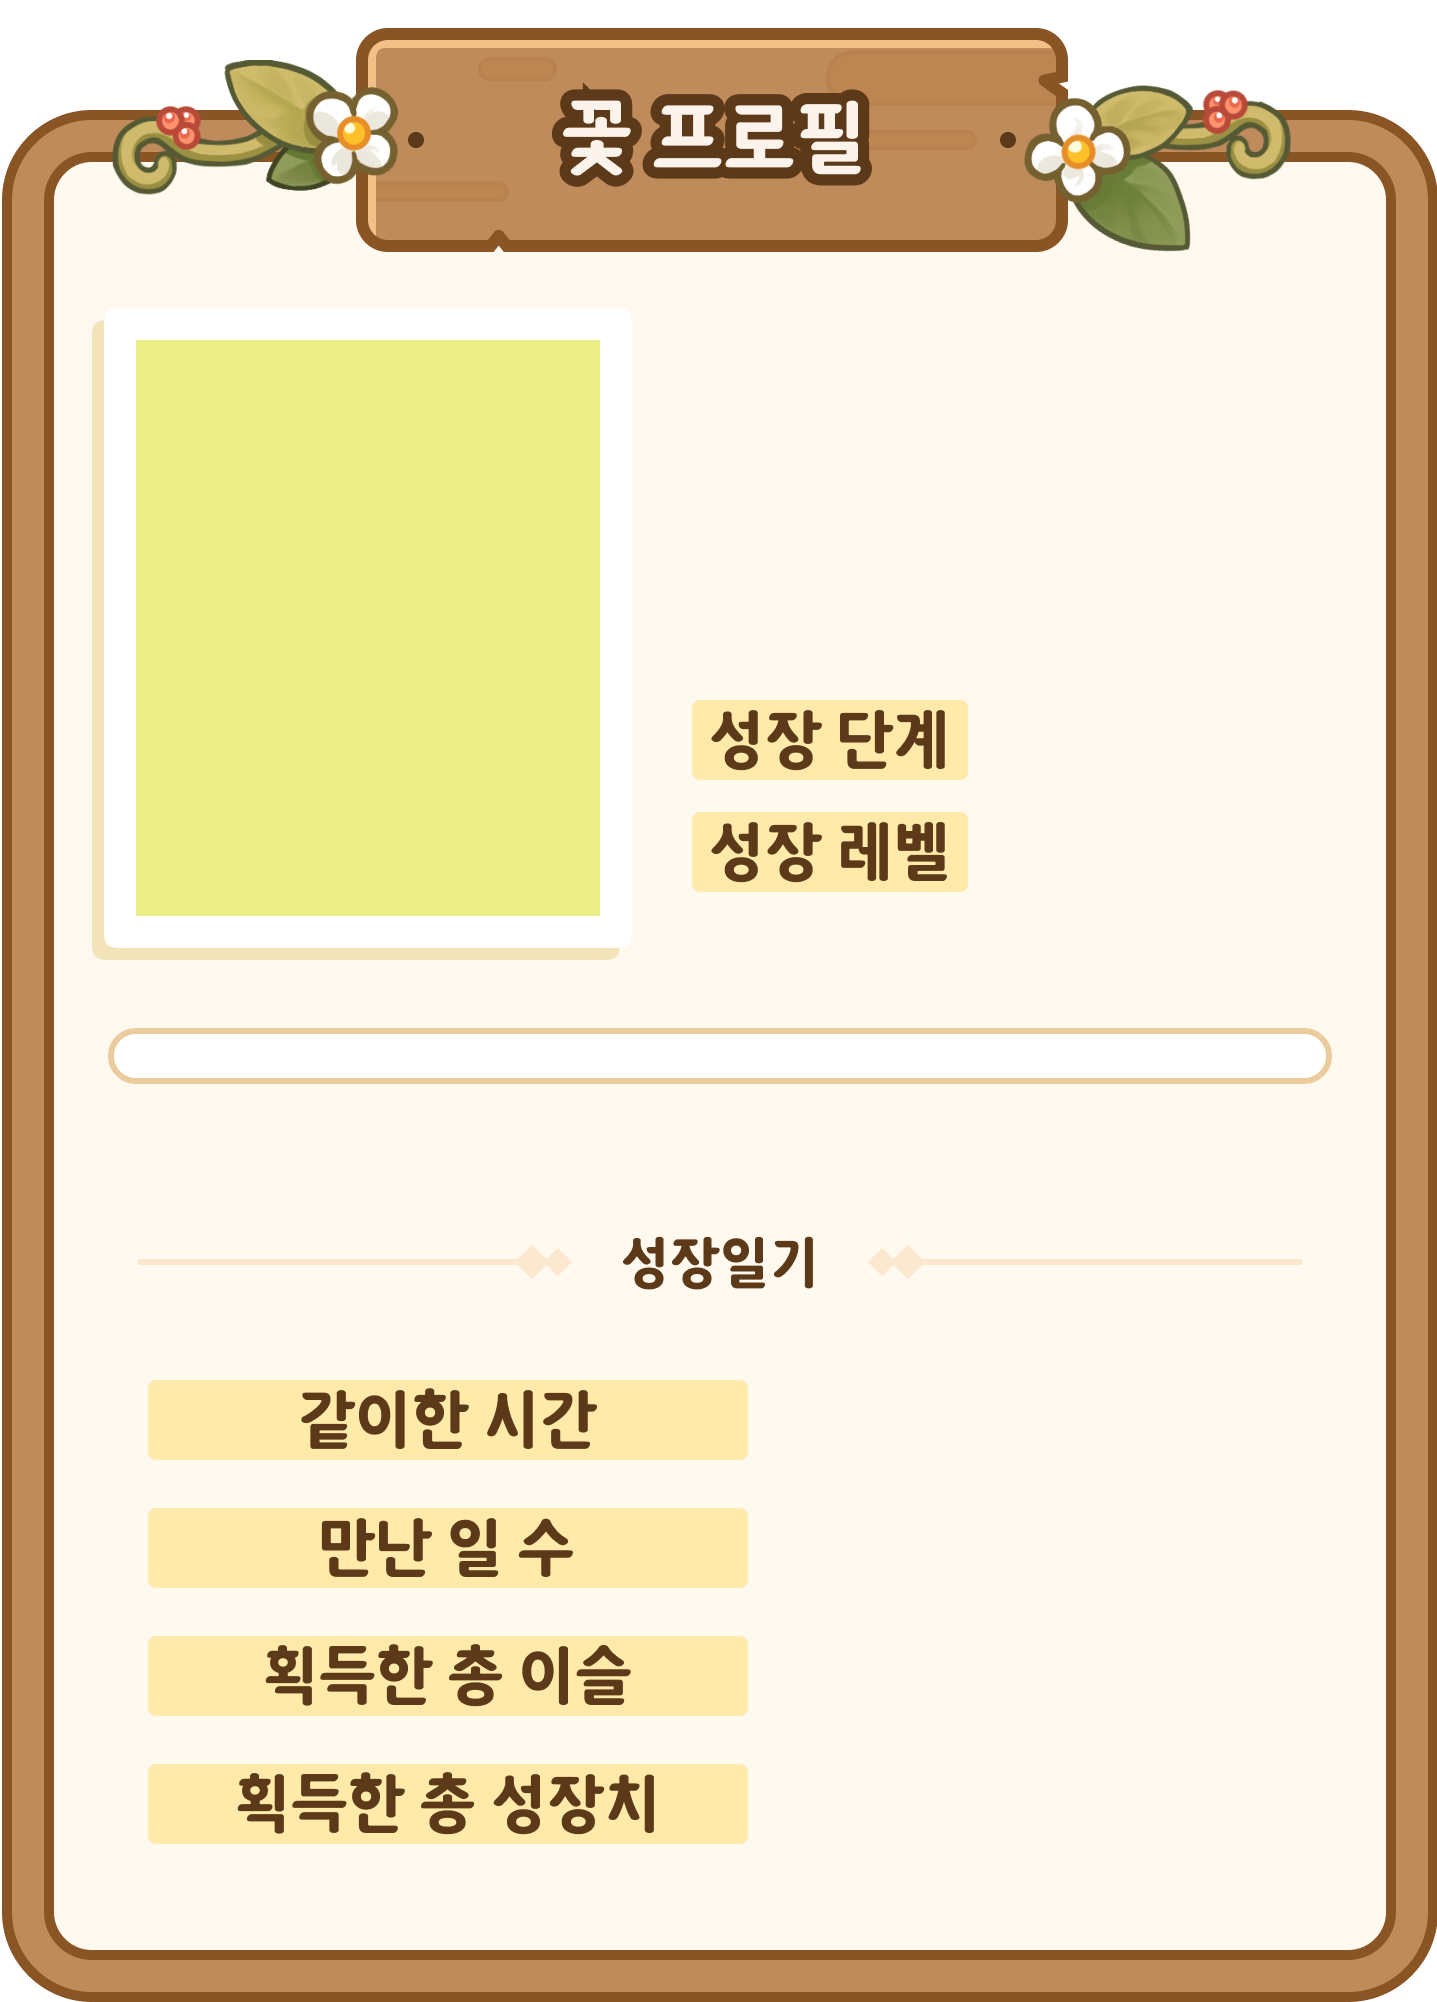 꽃 프로필
성장 단계
성장 레벨
성장일기
같이한 시간
만난 일 수
획득한 총 이슬
획득한 총 성장치